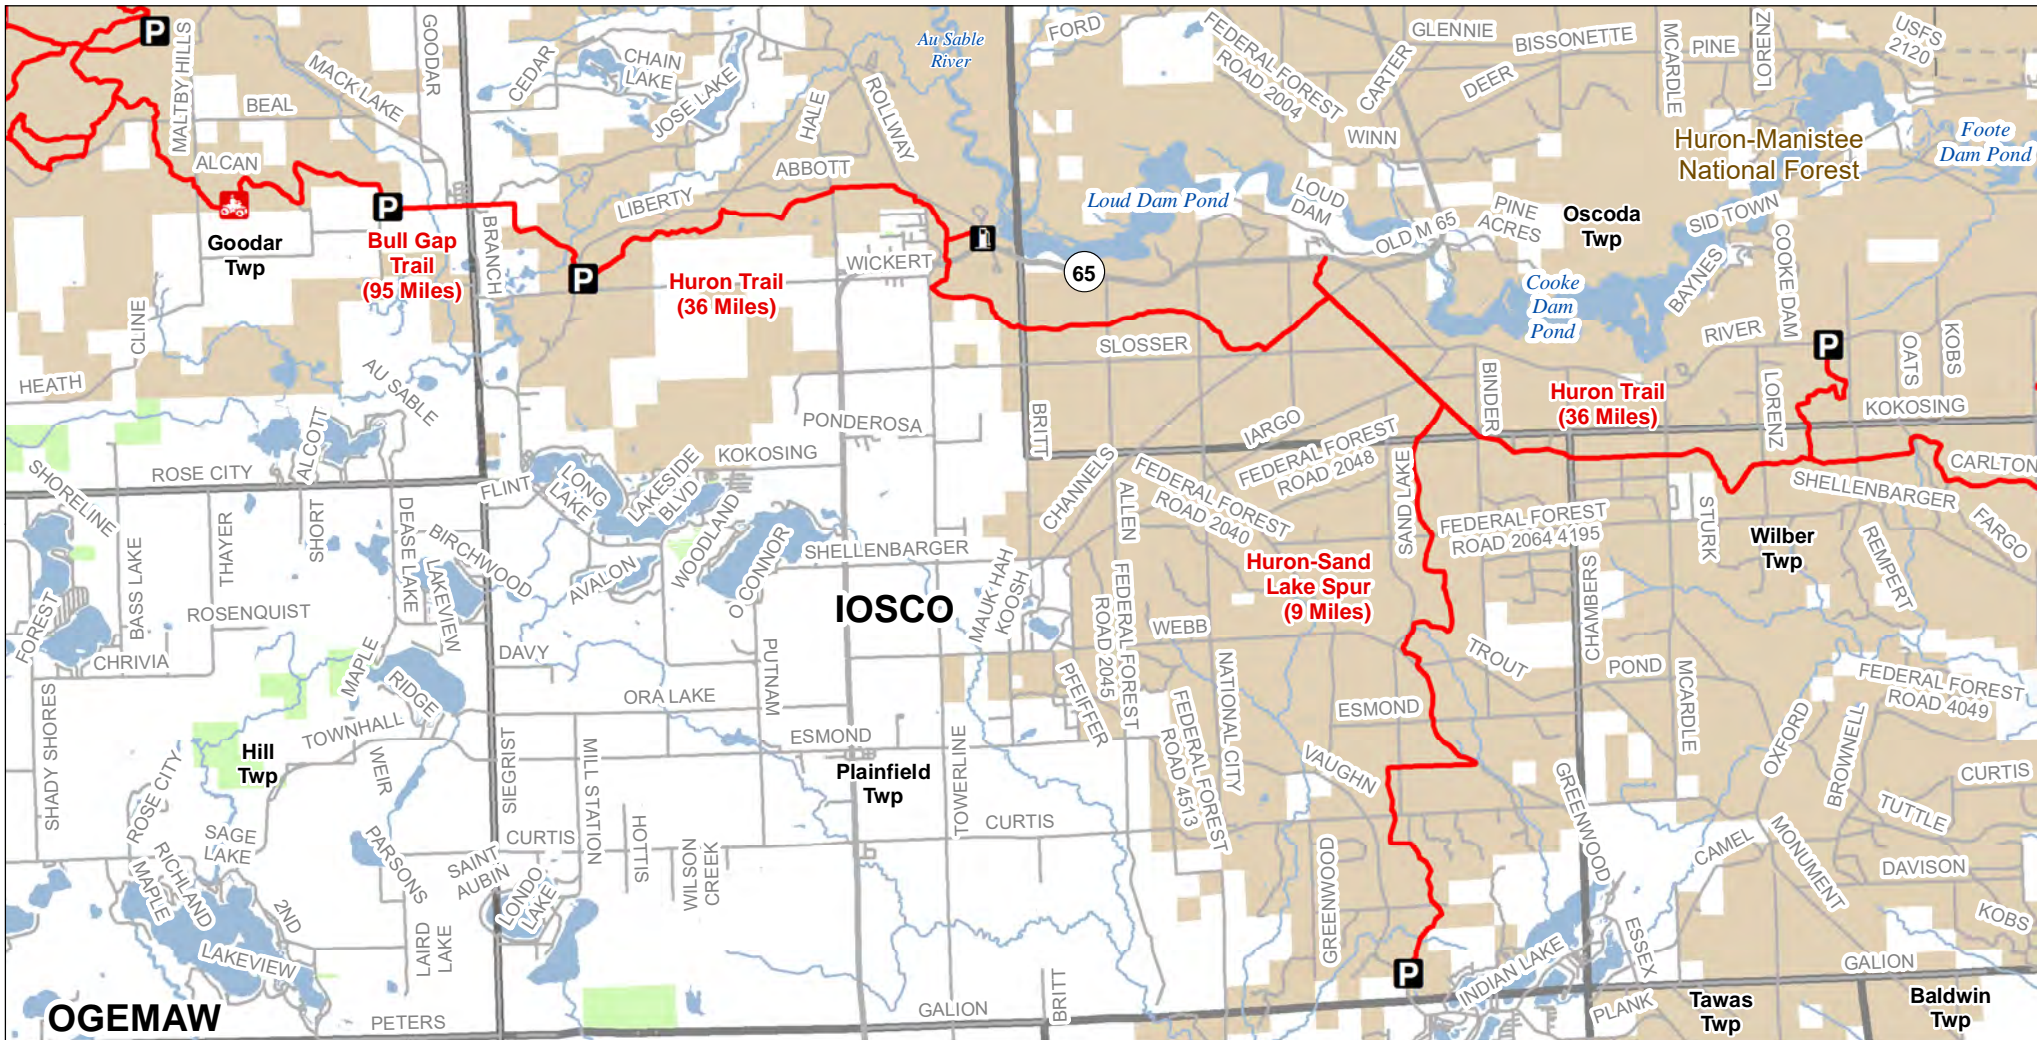 P
MALTBY HILLS
MACK LAKE
GOODAR
BEAL
ALCAN
CEDAR
CHAIN
LAKE
JOSE LAKE
HALE
ROLLWAY
Au Sable
River
FORD
FEDERAL FOREST
ROAD 2004
CARTER
GLENNIE
BISSONETTE
DEER
WINN
MCARDLE
PINE
LORENZ
USFS
2120
Huron-Manistee
National Forest
Foote
Dam Pond
P
Goodar
Twp
Bull Gap
Trail
(95 Miles)
BRANCH
P
LIBERTY
ABBOTT
Huron Trail
(36 Miles)
WICKERT
Loud Dam Pond
LOUD
DAM
OLD M 65
65
PINE
ACRES
Oscoda
Twp
SID TOWN
BAYNES
COOKE DAM
Cooke
Dam
Pond
RIVER
P
OATS
KOBS
CLINE
HEATH
AU SABLE
SLOSSER
BINDER
Huron Trail
(36 Miles)
LORENZ
KOKOSING
PONDEROSA
KOKOSING
BRITT
IARGO
FEDERAL FOREST
ROAD 2048
SAND LAKE
CARLTON
SHELLENBARGER
FARGO
ROSE CITY
ALCOTT
SHORELINE
BASS LAKE
THAYER
SHORT
DEASE LAKE
FLINT
LONG
LAKE
LAKESIDE
BLVD
WOODLAND
O CONNOR
BIRCHWOOD
LAKEVIEW
AVALON
SHELLENBARGER
CHANNELS
ALLEN
FEDERAL FOREST
ROAD 2040
FEDERAL FOREST
ROAD 2064 4195
STURK
Wilber
Twp
REMPERT
ROSENQUIST
FOREST
CHRIVIA
IOSCO
MAUK HAH
KOOSH
FEDERAL FOREST
ROAD 2045
Huron-Sand
Lake Spur
(9 Miles)
WEBB
CHAMBERS
TROUT
POND
MCARDLE
FEDERAL FOREST
ROAD 4049
SHADY SHORES
MAPLE
RIDGE
TOWNHALL
DAVY
ORA LAKE
PUTNAM
PFEIFFER
NATIONAL CITY
ESMOND
OXFORD
BROWNELL
Hill
Twp
WEIR
SIEGRIST
MILL STATION
ESMOND
Plainfield
Twp
TOWERLINE
FEDERAL FOREST
ROAD 4513
VAUGHN
GREENWOOD
CURTIS
TUTTLE
ROSE CITY
SAGE
LAKE
RICHLAND
MAPLE
PARSONS
SAINT
AUBIN
CURTIS
LONDO
LAKE
HOTTIS
WILSON
CREEK
CURTIS
GREENWOOD
CAMEL
MONUMENT
DAVISON
KOBS
2ND
LAKEVIEW
LAIRD
LAKE
P
INDIAN LAKE
ESSEX
GALION
OGEMAW
PETERS
GALION
BRITT
PLANK
Tawas
Twp
Baldwin
Twp